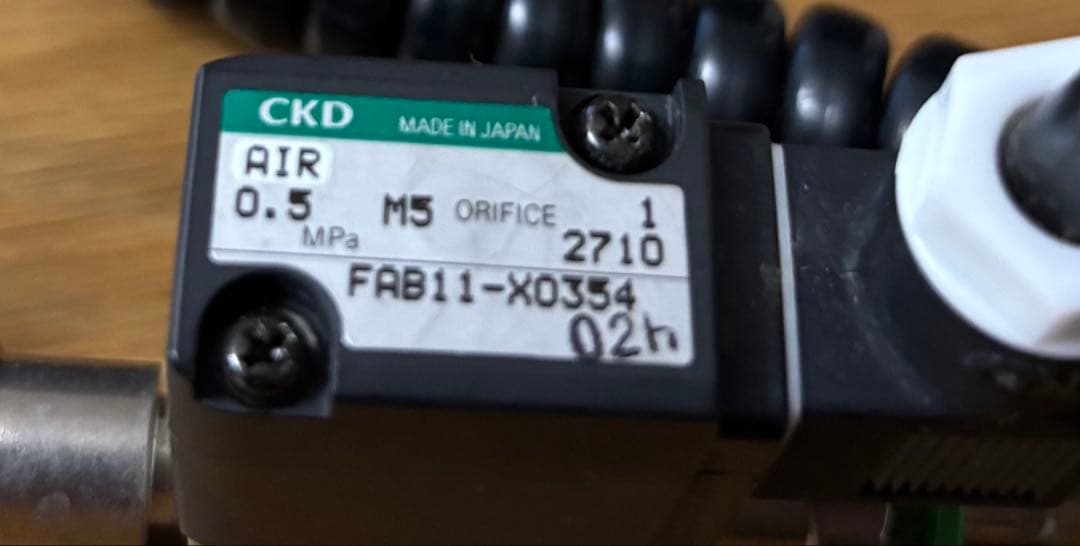 CKD MADE IN JAPAN
AIR
0.5 MPa M5 ORIFICE 1
2710
FAB11-X0354
02h